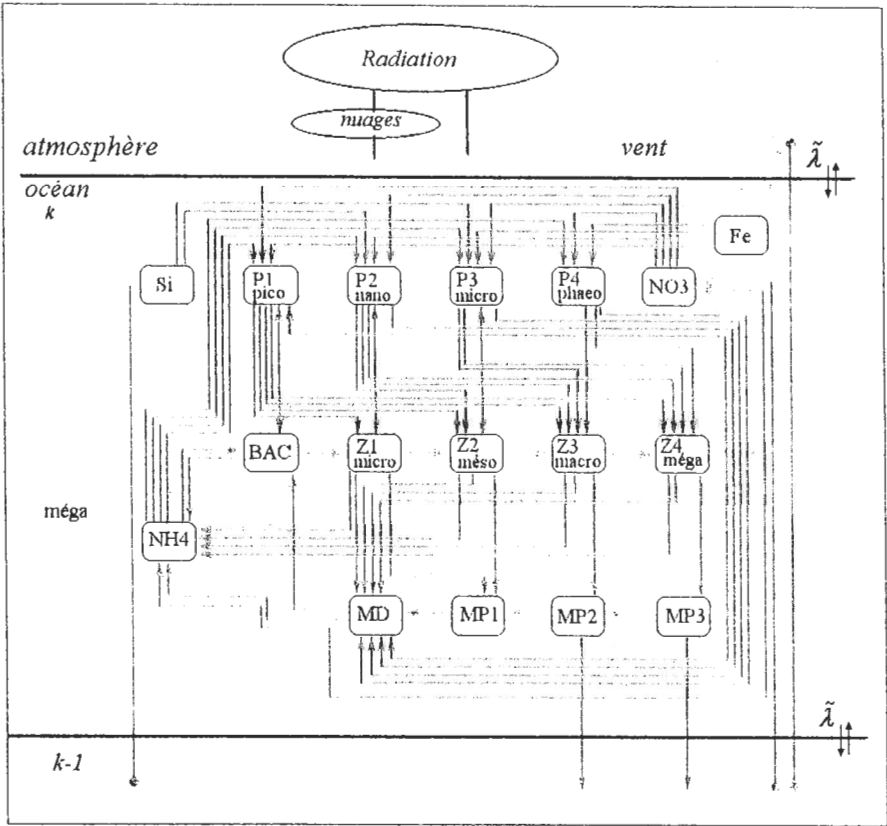 Radiation
nuages
atmosphère
vent
λ̃
océan
k
Fe
Si
P1
pico
P2
nano
P3
micro
P4
phaeo
NO3
BAC
Z1
micro
Z2
méso
Z3
macro
Z4
méga
méga
NH4
MD
MP1
MP2
MP3
λ̃
k-1